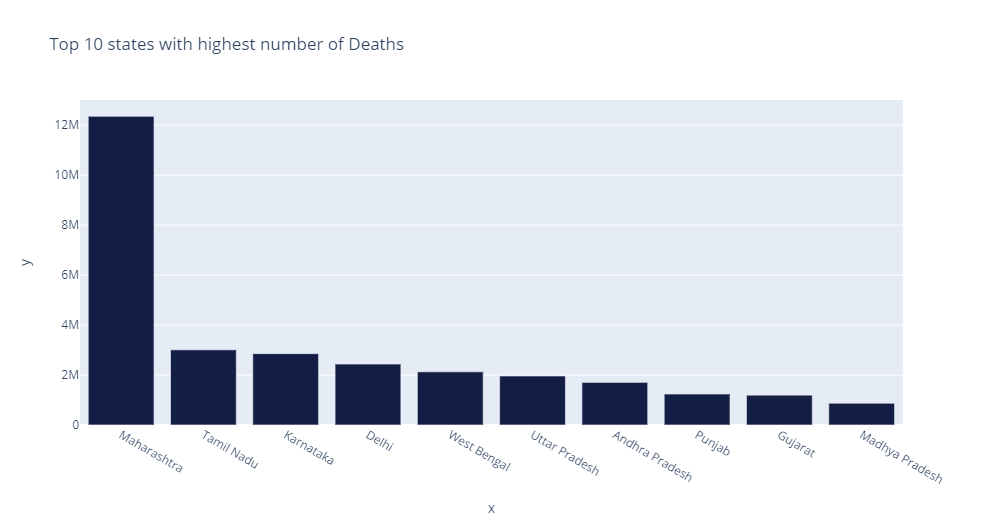 Top 10 states with highest number of Deaths
12M
10M
8M
6M
4M
2M
0
y
Maharashtra
Tamil Nadu
Karnataka
Delhi
West Bengal
Uttar Pradesh
Andhra Pradesh
Punjab
Gujarat
Madhya Pradesh
x